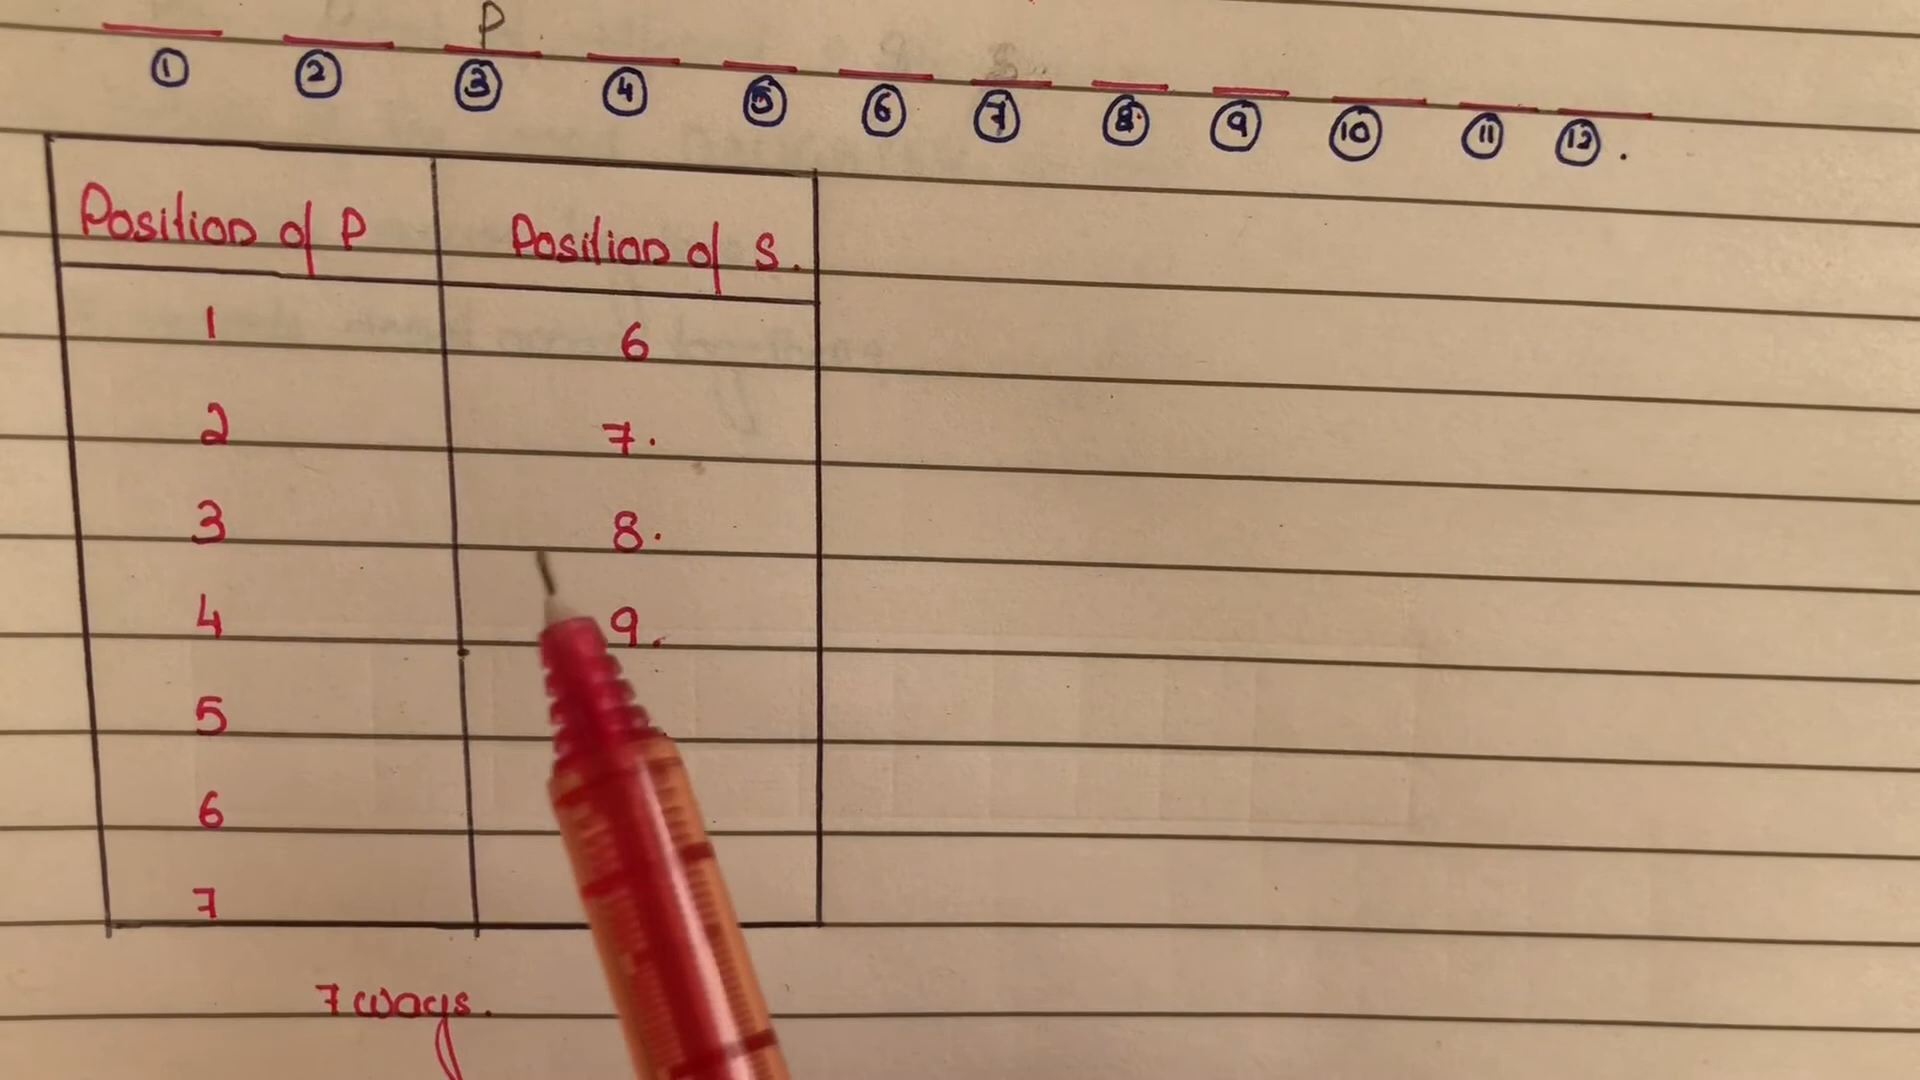 P
1 2 3 4 5 6 7 8 9 10 11 12.
Position of P Position of S.
1 6
2 7.
3 8.
4 9.
5
6
7
7 ways.